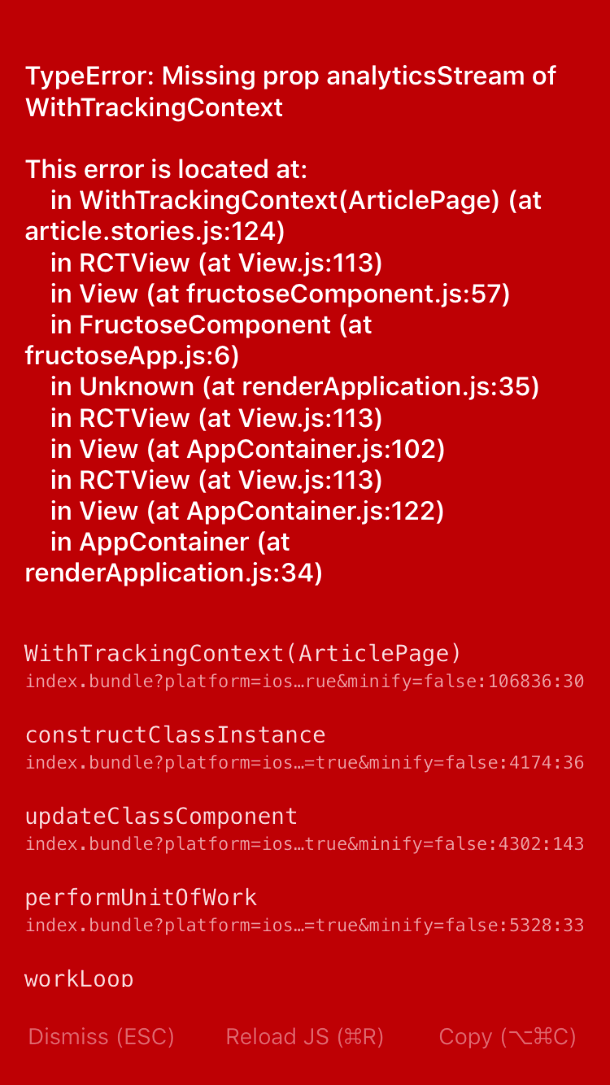 TypeError: Missing prop analyticsStream of
WithTrackingContext
This error is located at:
in WithTrackingContext(ArticlePage) (at
article.stories.js:124)
in RCTView (at View.js:113)
in View (at fructoseComponent.js:57)
in FructoseComponent (at
fructoseApp.js:6)
in Unknown (at renderApplication.js:35)
in RCTView (at View.js:113)
in View (at AppContainer.js:102)
in RCTView (at View.js:113)
in View (at AppContainer.js:122)
in AppContainer (at
renderApplication.js:34)
WithTrackingContext(ArticlePage)
index.bundle?platform=ios…rue&minify=false:106836:30
constructClassInstance
index.bundle?platform=ios…=true&minify=false:4174:36
updateClassComponent
index.bundle?platform=ios…true&minify=false:4302:143
performUnitOfWork
index.bundle?platform=ios…=true&minify=false:5328:33
workLoop
Dismiss (ESC) Reload JS (⌘R) Copy (⌥⌘C)